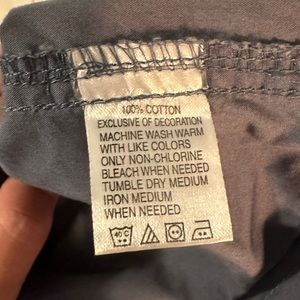 100% COTTON
EXCLUSIVE OF DECORATION
MACHINE WASH WARM
WITH LIKE COLORS
ONLY NON-CHLORINE
BLEACH WHEN NEEDED
TUMBLE DRY MEDIUM
IRON MEDIUM
WHEN NEEDED
40°C